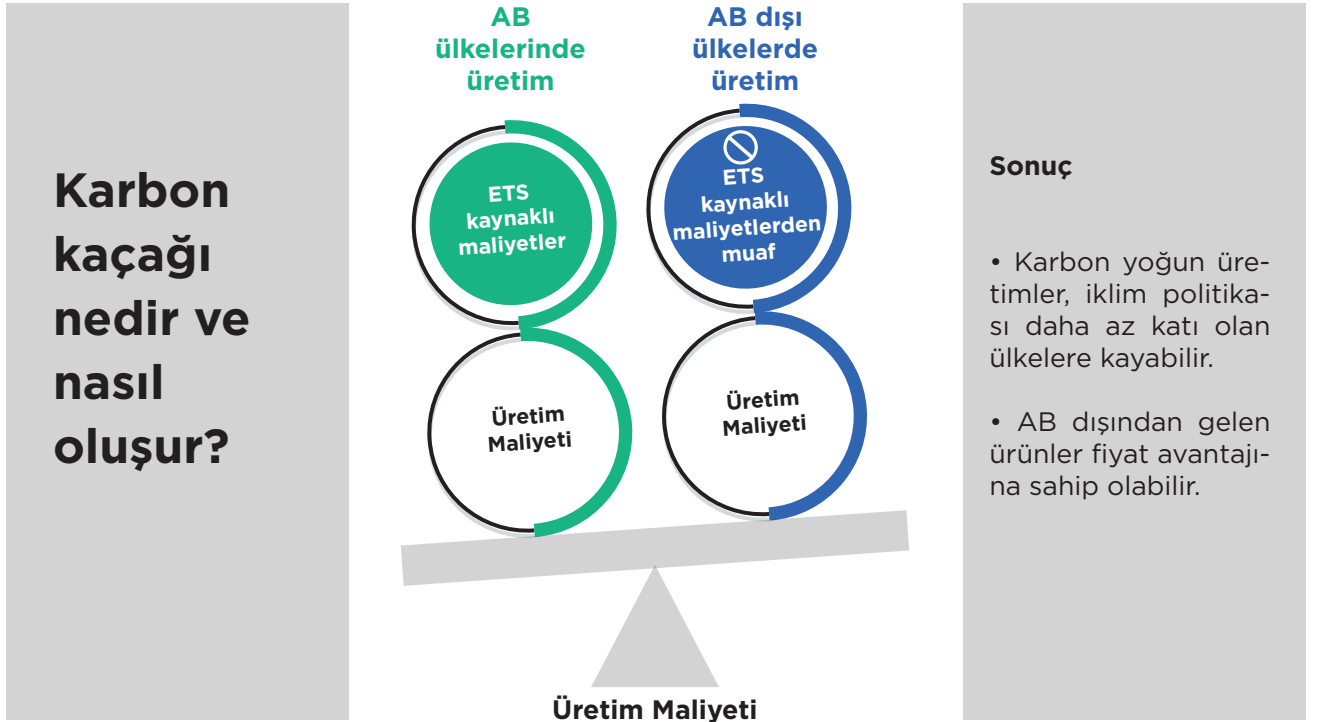 Karbon
kaçağı
nedir ve
nasıl
oluşur?
AB
ülkelerinde
üretim
ETS
kaynaklı
maliyetler
Üretim
Maliyeti
AB dışı
ülkelerde
üretim
ETS
kaynaklı
maliyetlerden
muaf
Üretim
Maliyeti
Üretim Maliyeti
Sonuç
• Karbon yoğun üre-
timler, iklim politika-
sı daha az katı olan
ülkelere kayabilir.
• AB dışından gelen
ürünler fiyat avantajı-
na sahip olabilir.